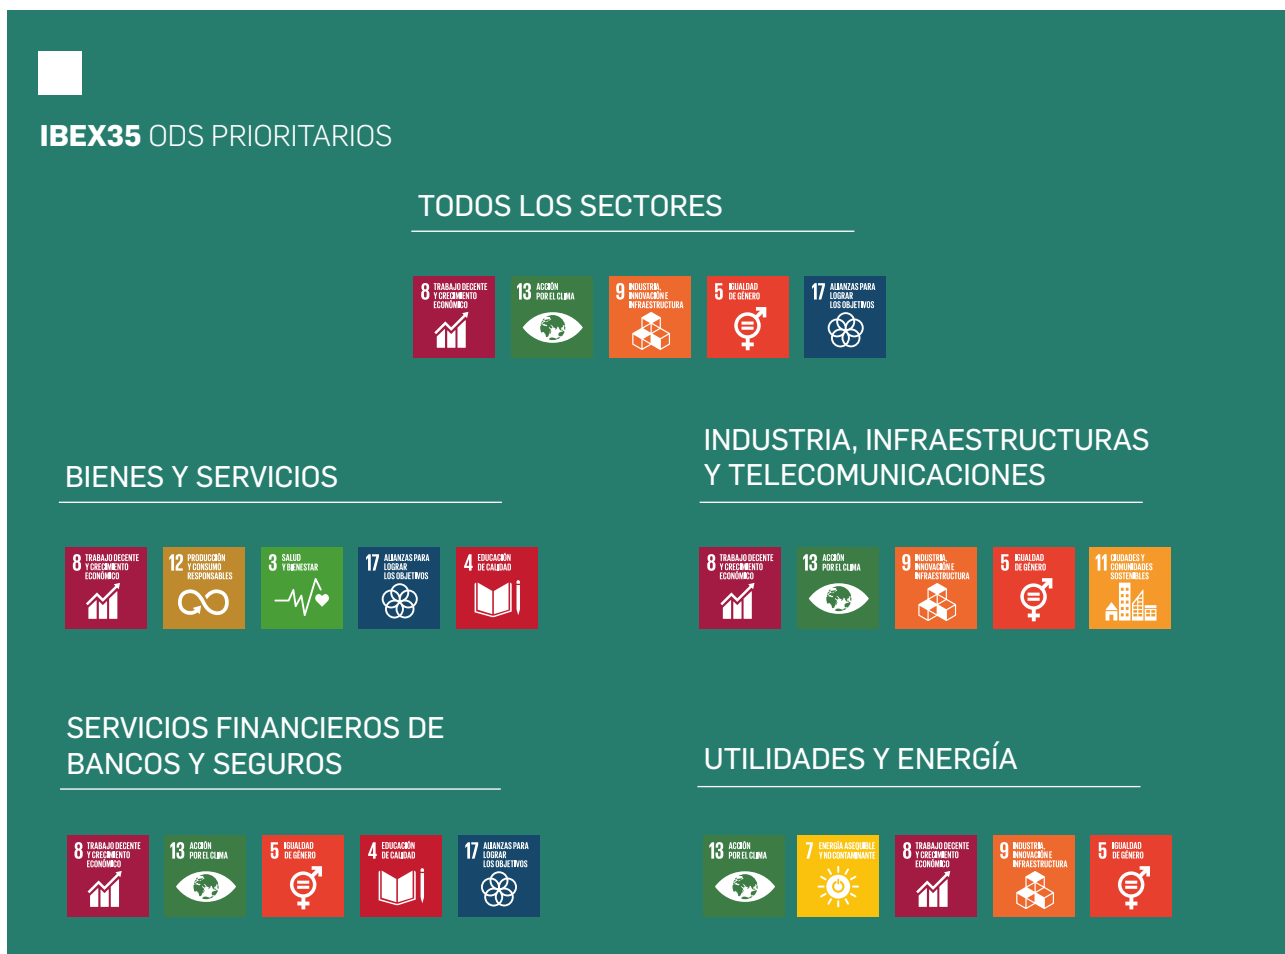 IBEX35 ODS PRIORITARIOS
TODOS LOS SECTORES
8 TRABAJO DECENTE
Y CRECIMIENTO
ECONÓMICO
13 ACCIÓN
POR EL CLIMA
9 INDUSTRIA,
INNOVACIÓN E
INFRAESTRUCTURA
5 IGUALDAD
DE GÉNERO
17 ALIANZAS PARA
LOGRAR
LOS OBJETIVOS
BIENES Y SERVICIOS
8 TRABAJO DECENTE
Y CRECIMIENTO
ECONÓMICO
12 PRODUCCIÓN
Y CONSUMO
RESPONSABLES
3 SALUD
Y BIENESTAR
17 ALIANZAS PARA
LOGRAR
LOS OBJETIVOS
4 EDUCACIÓN
DE CALIDAD
INDUSTRIA, INFRAESTRUCTURAS
Y TELECOMUNICACIONES
8 TRABAJO DECENTE
Y CRECIMIENTO
ECONÓMICO
13 ACCIÓN
POR EL CLIMA
9 INDUSTRIA,
INNOVACIÓN E
INFRAESTRUCTURA
5 IGUALDAD
DE GÉNERO
11 CIUDADES Y
COMUNIDADES
SOSTENIBLES
SERVICIOS FINANCIEROS DE
BANCOS Y SEGUROS
8 TRABAJO DECENTE
Y CRECIMIENTO
ECONÓMICO
13 ACCIÓN
POR EL CLIMA
5 IGUALDAD
DE GÉNERO
4 EDUCACIÓN
DE CALIDAD
17 ALIANZAS PARA
LOGRAR
LOS OBJETIVOS
UTILIDADES Y ENERGÍA
13 ACCIÓN
POR EL CLIMA
7 ENERGÍA ASEQUIBLE
Y NO CONTAMINANTE
8 TRABAJO DECENTE
Y CRECIMIENTO
ECONÓMICO
9 INDUSTRIA,
INNOVACIÓN E
INFRAESTRUCTURA
5 IGUALDAD
DE GÉNERO